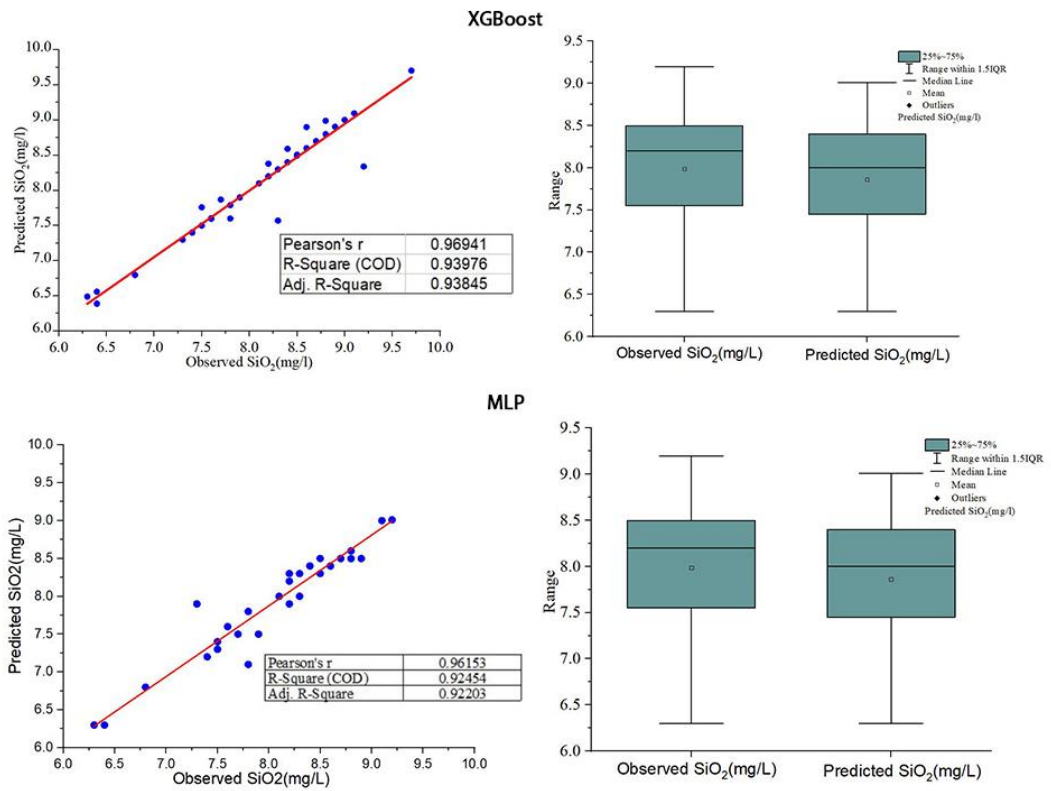 XGBoost
10.0
9.5
9.0
8.5
8.0
7.5
7.0
6.5
6.0
Predicted SiO₂(mg/l)
Pearson's r 0.96941
R-Square (COD) 0.93976
Adj. R-Square 0.93845
6.0 6.5 7.0 7.5 8.0 8.5 9.0 9.5 10.0
Observed SiO₂(mg/l)
9.5
9.0
8.5
8.0
7.5
7.0
6.5
6.0
Range
25%~75%
Range within 1.5IQR
Median Line
Mean
Outliers
Predicted SiO₂(mg/l)
Observed SiO₂(mg/L) Predicted SiO₂(mg/L)
MLP
10.0
9.5
9.0
8.5
8.0
7.5
7.0
6.5
6.0
Predicted SiO2(mg/L)
Pearson's r 0.96153
R-Square (COD) 0.92454
Adj. R-Square 0.92203
6.0 6.5 7.0 7.5 8.0 8.5 9.0 9.5 10.0
Observed SiO2(mg/L)
9.5
9.0
8.5
8.0
7.5
7.0
6.5
6.0
Range
25%~75%
Range within 1.5IQR
Median Line
Mean
Outliers
Predicted SiO₂(mg/l)
Observed SiO₂(mg/L) Predicted SiO₂(mg/L)